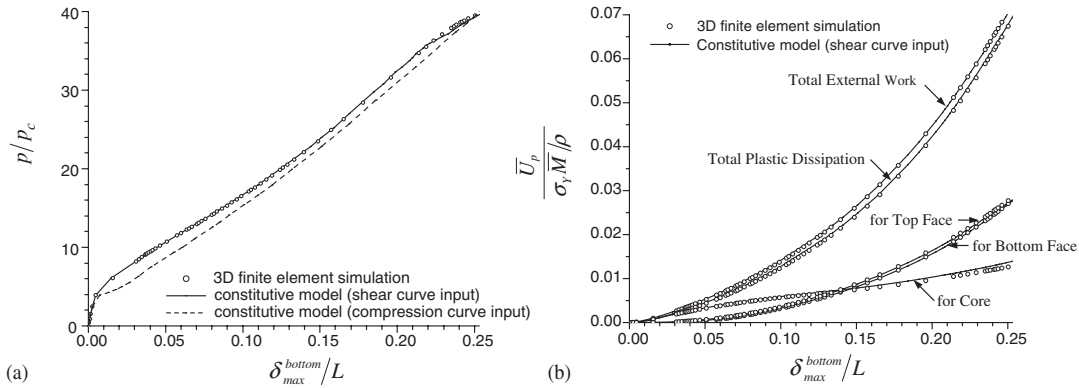 40
30
20
10
0
p/p_c
3D finite element simulation
constitutive model (shear curve input)
constitutive model (compression curve input)
0.00 0.05 0.10 0.15 0.20 0.25
(a)
δ_max^bottom/L
0.07
0.06
0.05
0.04
0.03
0.02
0.01
0.00
U̅_p
σ_Y M̅/ρ
3D finite element simulation
Constitutive model (shear curve input)
Total External Work
Total Plastic Dissipation
for Top Face
for Bottom Face
for Core
0.00 0.05 0.10 0.15 0.20 0.25
(b)
δ_max^bottom/L